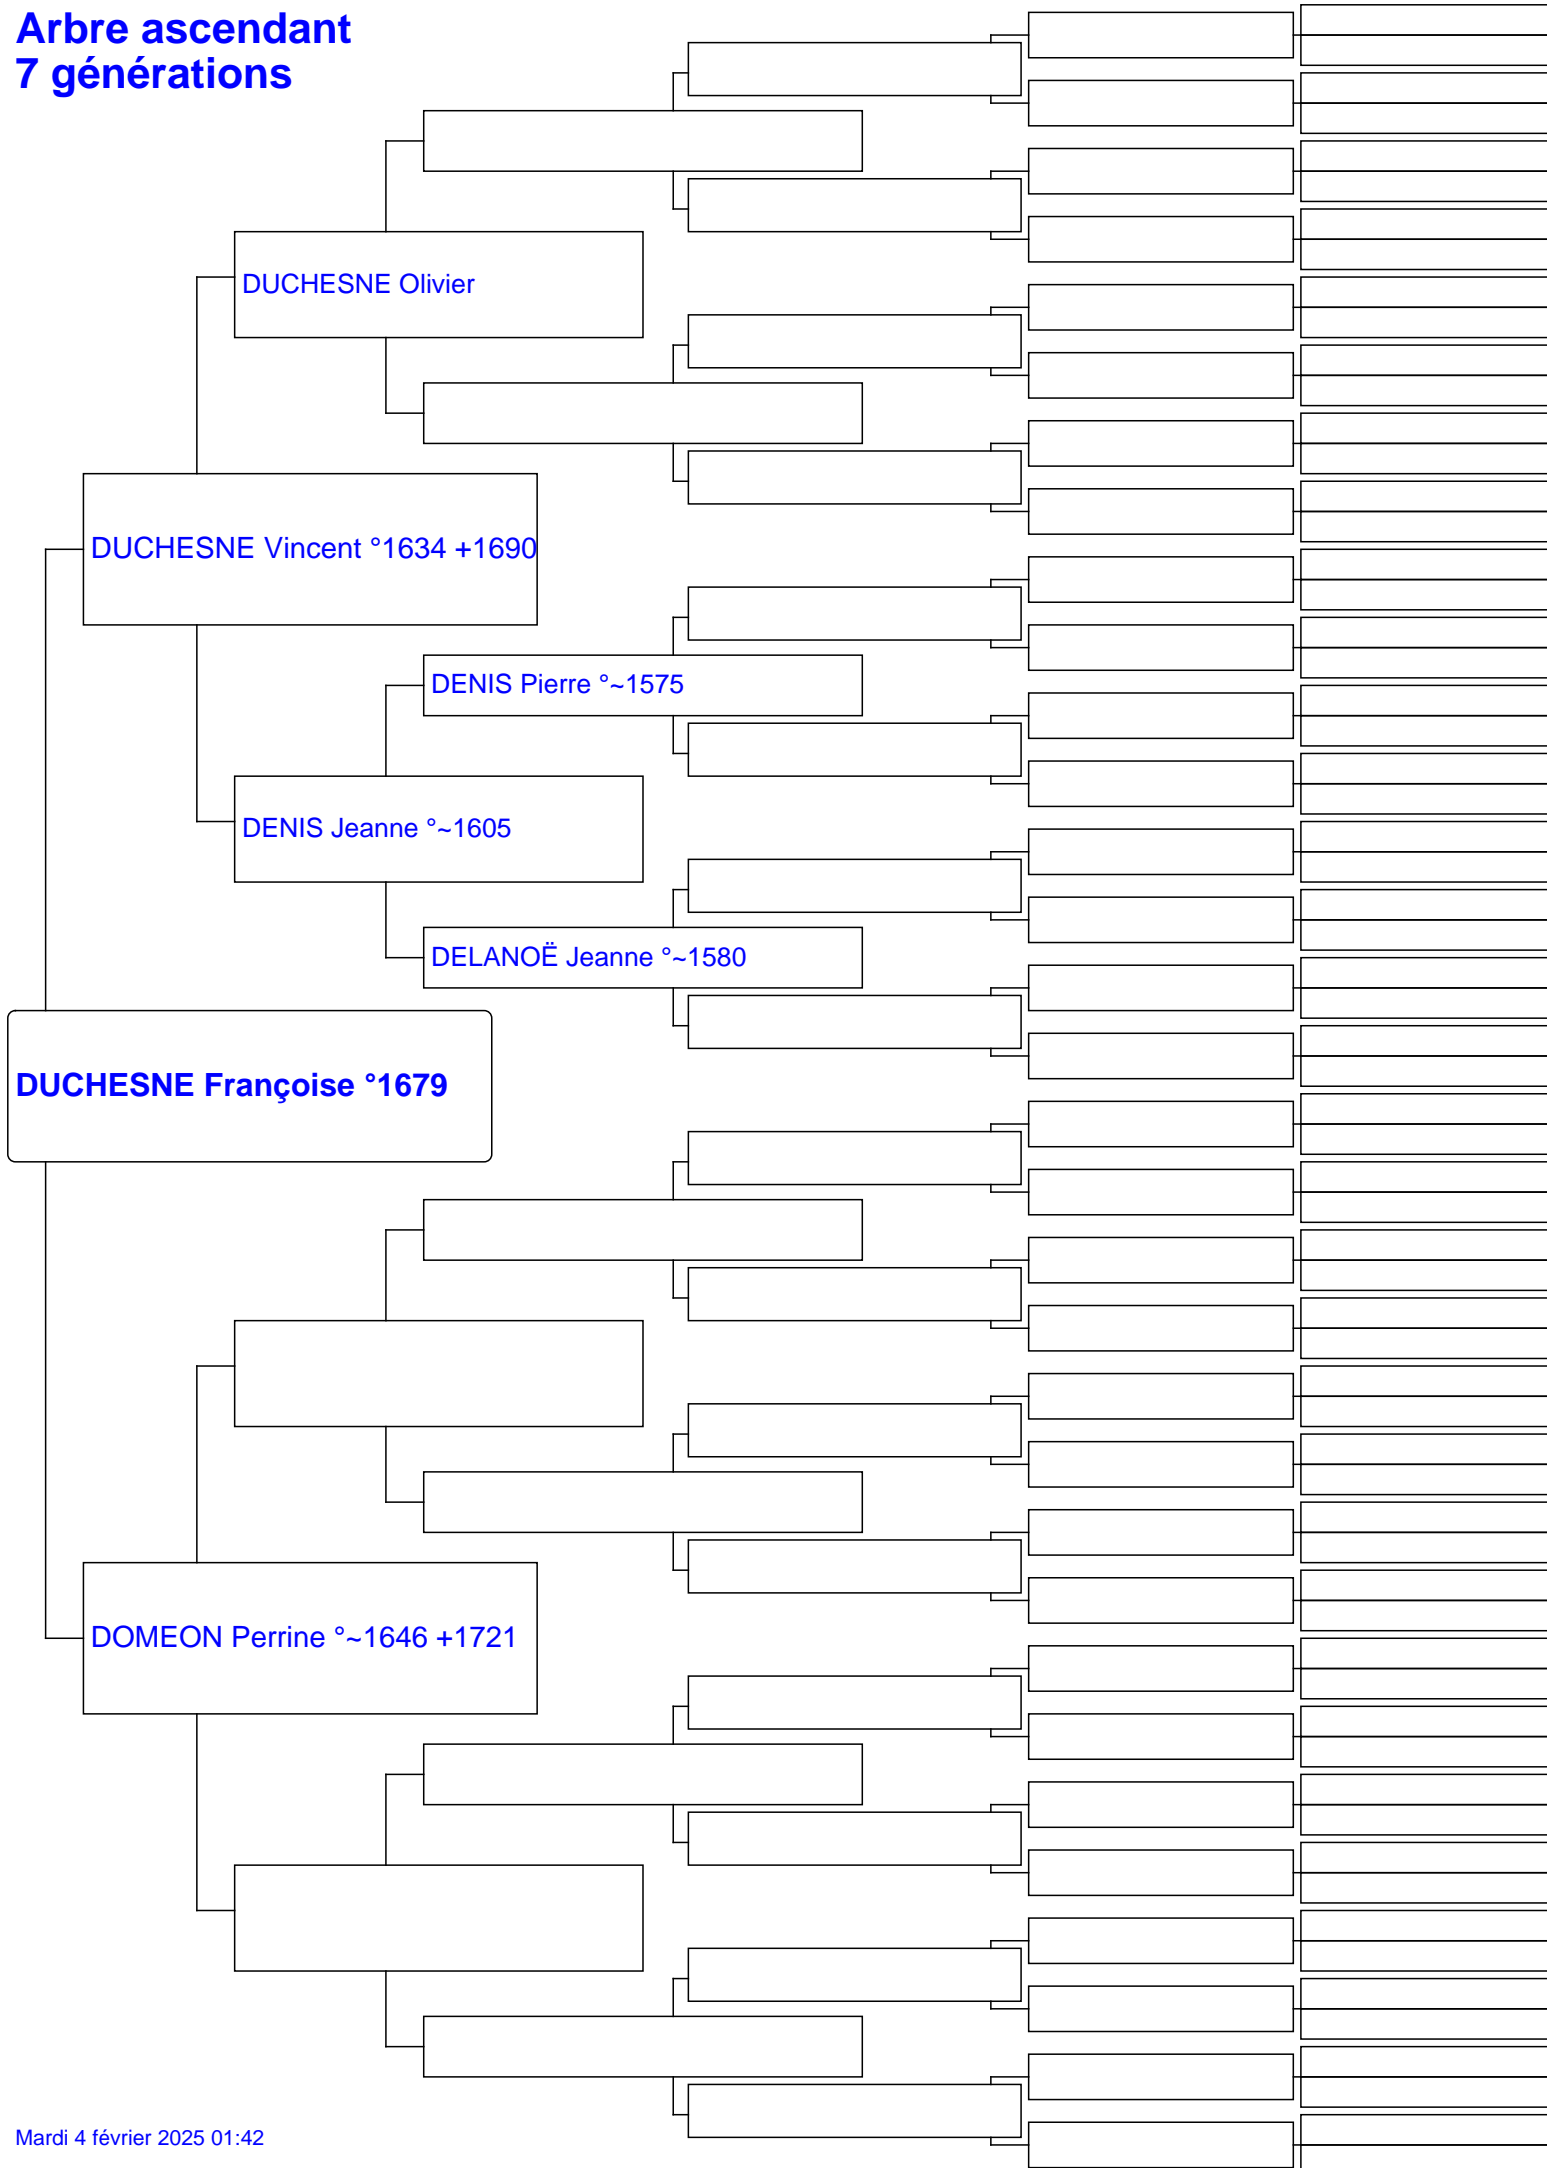 Arbre ascendant
7 générations
DUCHESNE Olivier
DUCHESNE Vincent °1634 +1690
DENIS Pierre °~1575
DENIS Jeanne °~1605
DELANOË Jeanne °~1580
DUCHESNE Françoise °1679
DOMEON Perrine °~1646 +1721
Mardi 4 février 2025 01:42